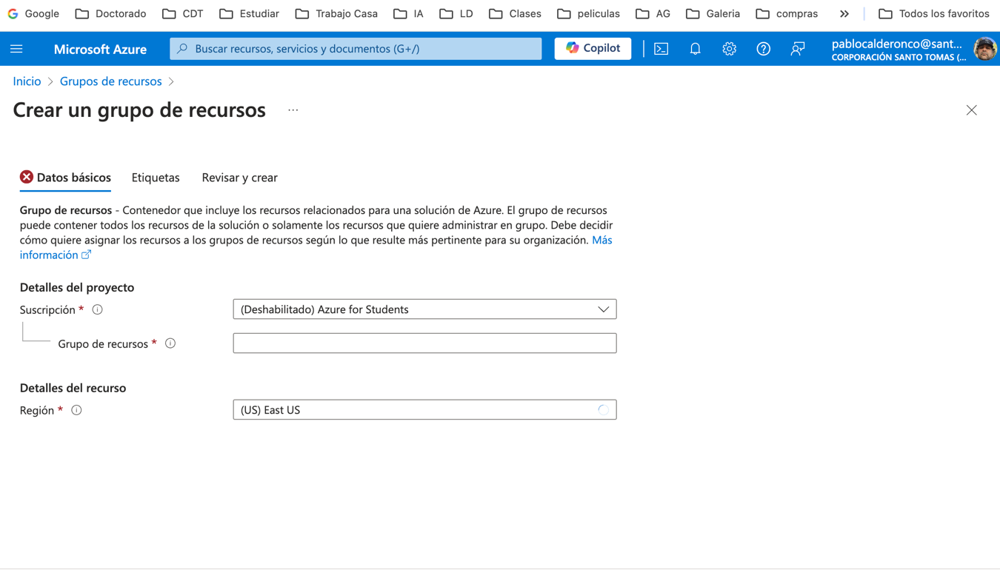 Google Doctorado CDT Estudiar Trabajo Casa IA LD Clases peliculas AG Galeria compras » Todos los favoritos
Microsoft Azure Buscar recursos, servicios y documentos (G+/) Copilot pablocalderonco@sant...
CORPORACIÓN SANTO TOMAS (...
Inicio > Grupos de recursos >
Crear un grupo de recursos ...
Datos básicos Etiquetas Revisar y crear
Grupo de recursos - Contenedor que incluye los recursos relacionados para una solución de Azure. El grupo de recursos
puede contener todos los recursos de la solución o solamente los recursos que quiere administrar en grupo. Debe decidir
cómo quiere asignar los recursos a los grupos de recursos según lo que resulte más pertinente para su organización. Más
información
Detalles del proyecto
Suscripción * (Deshabilitado) Azure for Students
Grupo de recursos *
Detalles del recurso
Región * (US) East US